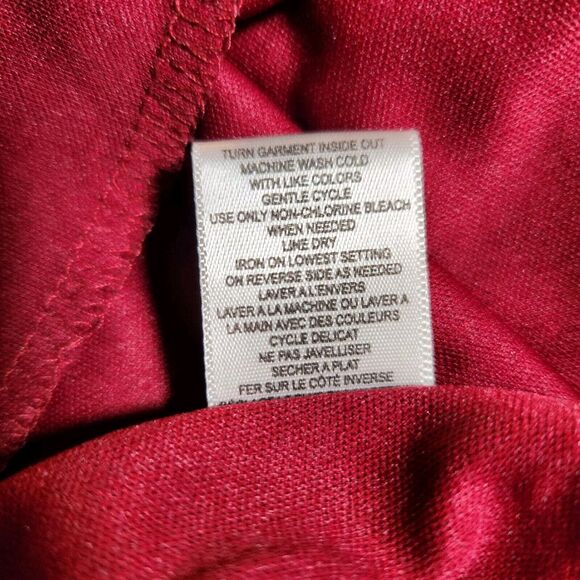 TURN GARMENT INSIDE OUT
MACHINE WASH COLD
WITH LIKE COLORS
GENTLE CYCLE
USE ONLY NON-CHLORINE BLEACH
WHEN NEEDED
LINE DRY
IRON ON LOWEST SETTING
ON REVERSE SIDE AS NEEDED
LAVER A L'ENVERS
LAVER A LA MACHINE OU LAVER A
LA MAIN AVEC DES COULEURS
CYCLE DELICAT
NE PAS JAVELLISER
SECHER A PLAT
FER SUR LE CÔTÉ INVERSE